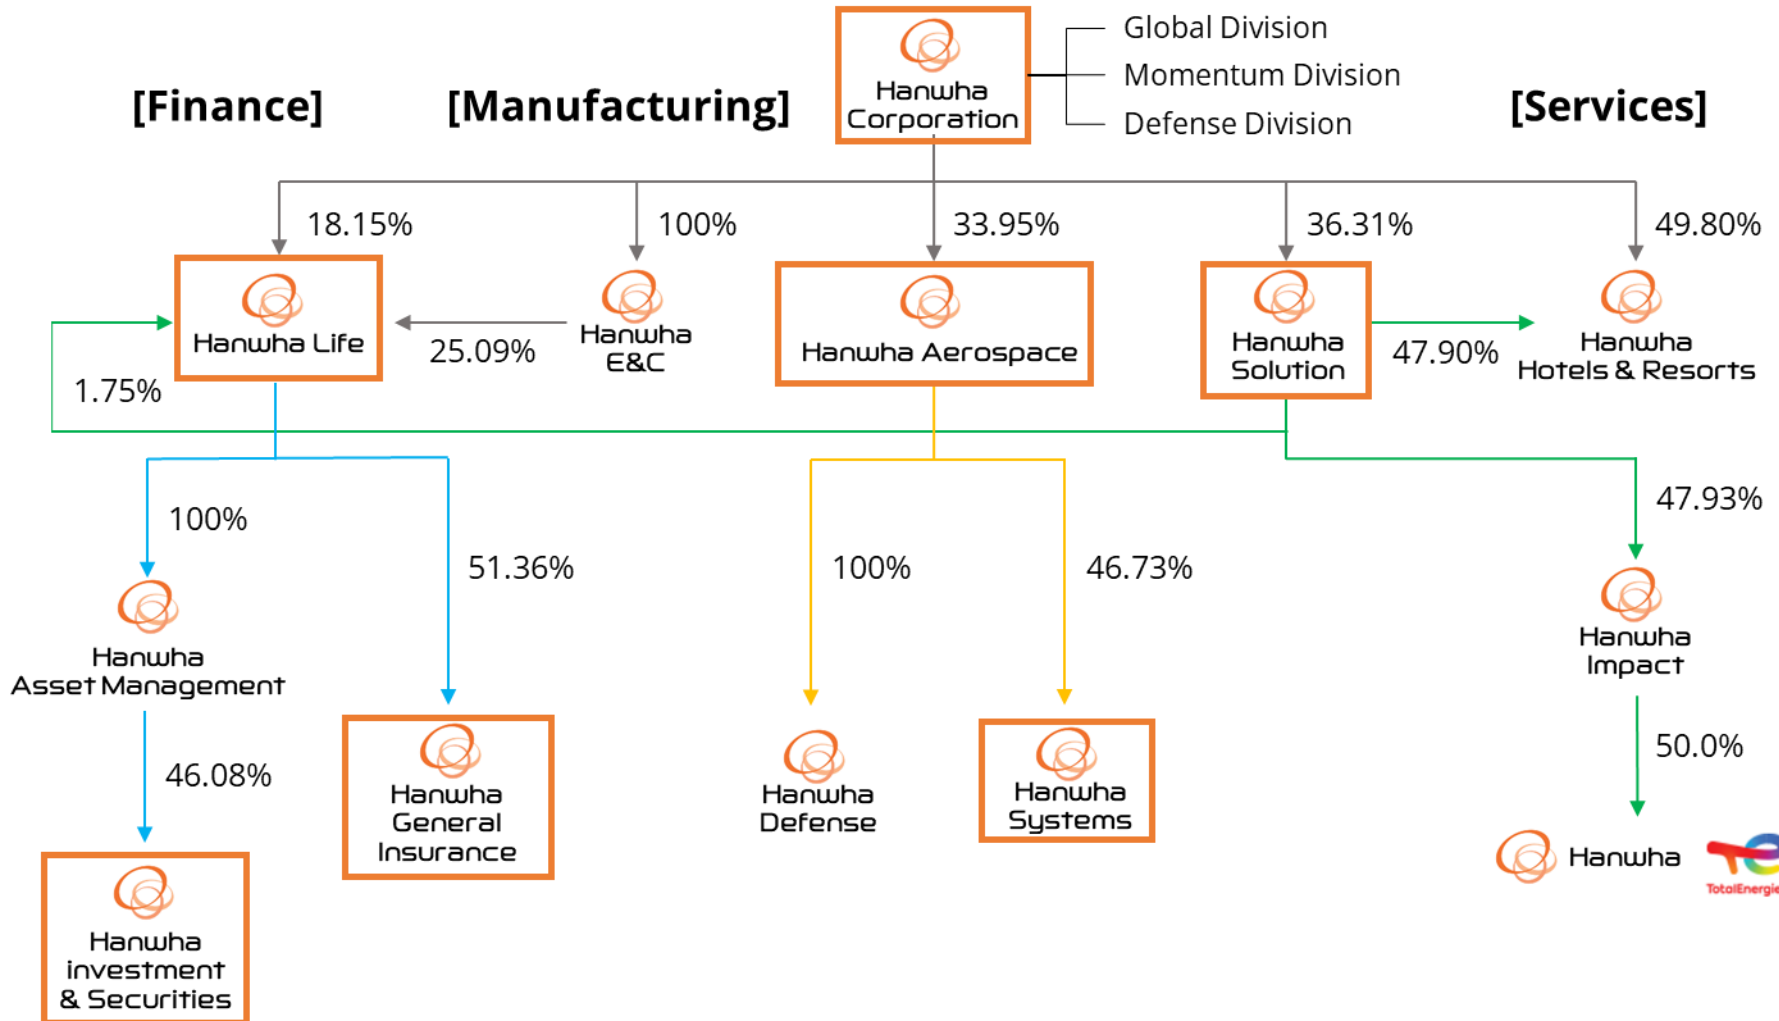 Hanwha
Corporation
Global Division
Momentum Division
Defense Division
[Finance]
[Manufacturing]
[Services]
18.15%
100%
33.95%
36.31%
49.80%
Hanwha Life
25.09%
Hanwha
E&C
Hanwha Aerospace
Hanwha
Solution
47.90%
Hanwha
Hotels & Resorts
1.75%
100%
51.36%
100%
46.73%
47.93%
Hanwha
Asset Management
Hanwha
Impact
46.08%
Hanwha
General
Insurance
Hanwha
Defense
Hanwha
Systems
50.0%
Hanwha
TotalEnergie
Hanwha
investment
& Securities